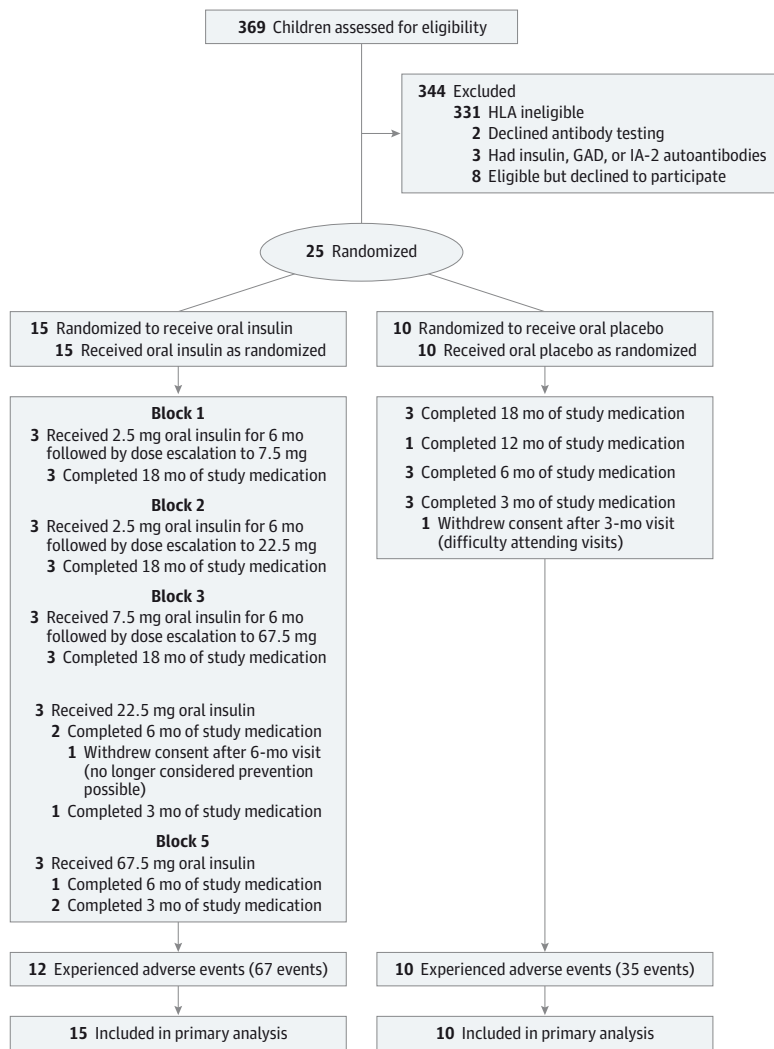 369 Children assessed for eligibility
344 Excluded
331 HLA ineligible
2 Declined antibody testing
3 Had insulin, GAD, or IA-2 autoantibodies
8 Eligible but declined to participate
25 Randomized
15 Randomized to receive oral insulin
15 Received oral insulin as randomized
10 Randomized to receive oral placebo
10 Received oral placebo as randomized
Block 1
3 Received 2.5 mg oral insulin for 6 mo
followed by dose escalation to 7.5 mg
3 Completed 18 mo of study medication
Block 2
3 Received 2.5 mg oral insulin for 6 mo
followed by dose escalation to 22.5 mg
3 Completed 18 mo of study medication
Block 3
3 Received 7.5 mg oral insulin for 6 mo
followed by dose escalation to 67.5 mg
3 Completed 18 mo of study medication
3 Received 22.5 mg oral insulin
2 Completed 6 mo of study medication
1 Withdrew consent after 6-mo visit
(no longer considered prevention
possible)
1 Completed 3 mo of study medication
Block 5
3 Received 67.5 mg oral insulin
1 Completed 6 mo of study medication
2 Completed 3 mo of study medication
3 Completed 18 mo of study medication
1 Completed 12 mo of study medication
3 Completed 6 mo of study medication
3 Completed 3 mo of study medication
1 Withdrew consent after 3-mo visit
(difficulty attending visits)
12 Experienced adverse events (67 events)
10 Experienced adverse events (35 events)
15 Included in primary analysis
10 Included in primary analysis